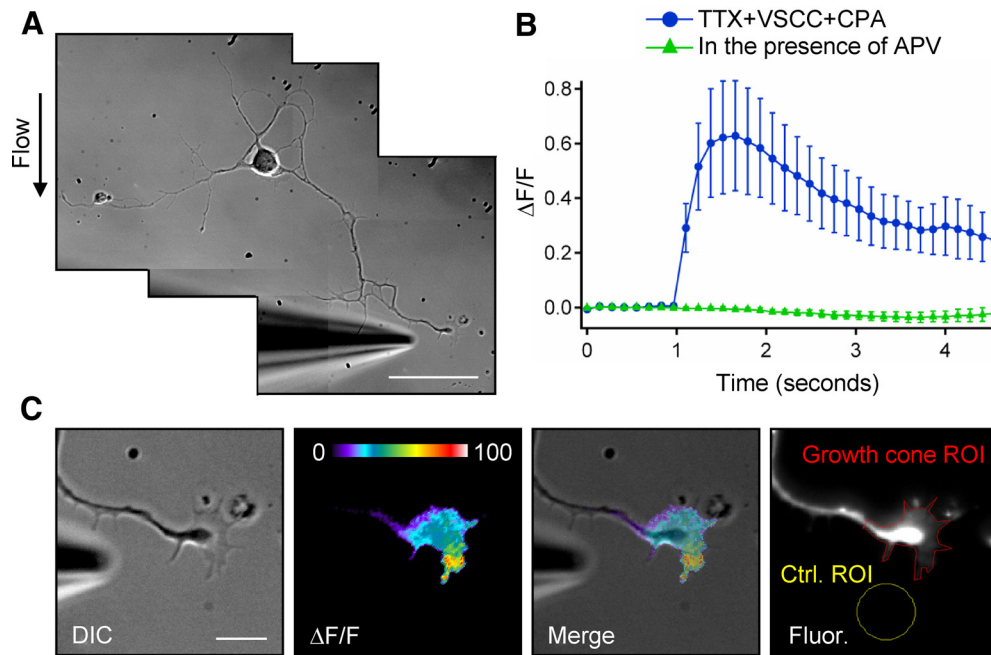 A
Flow
B
TTX+VSCC+CPA
In the presence of APV
0.8
0.6
0.4
0.2
0.0
ΔF/F
0 1 2 3 4
Time (seconds)
C
DIC
0 100
ΔF/F
Merge
Growth cone ROI
Ctrl. ROI
Fluor.